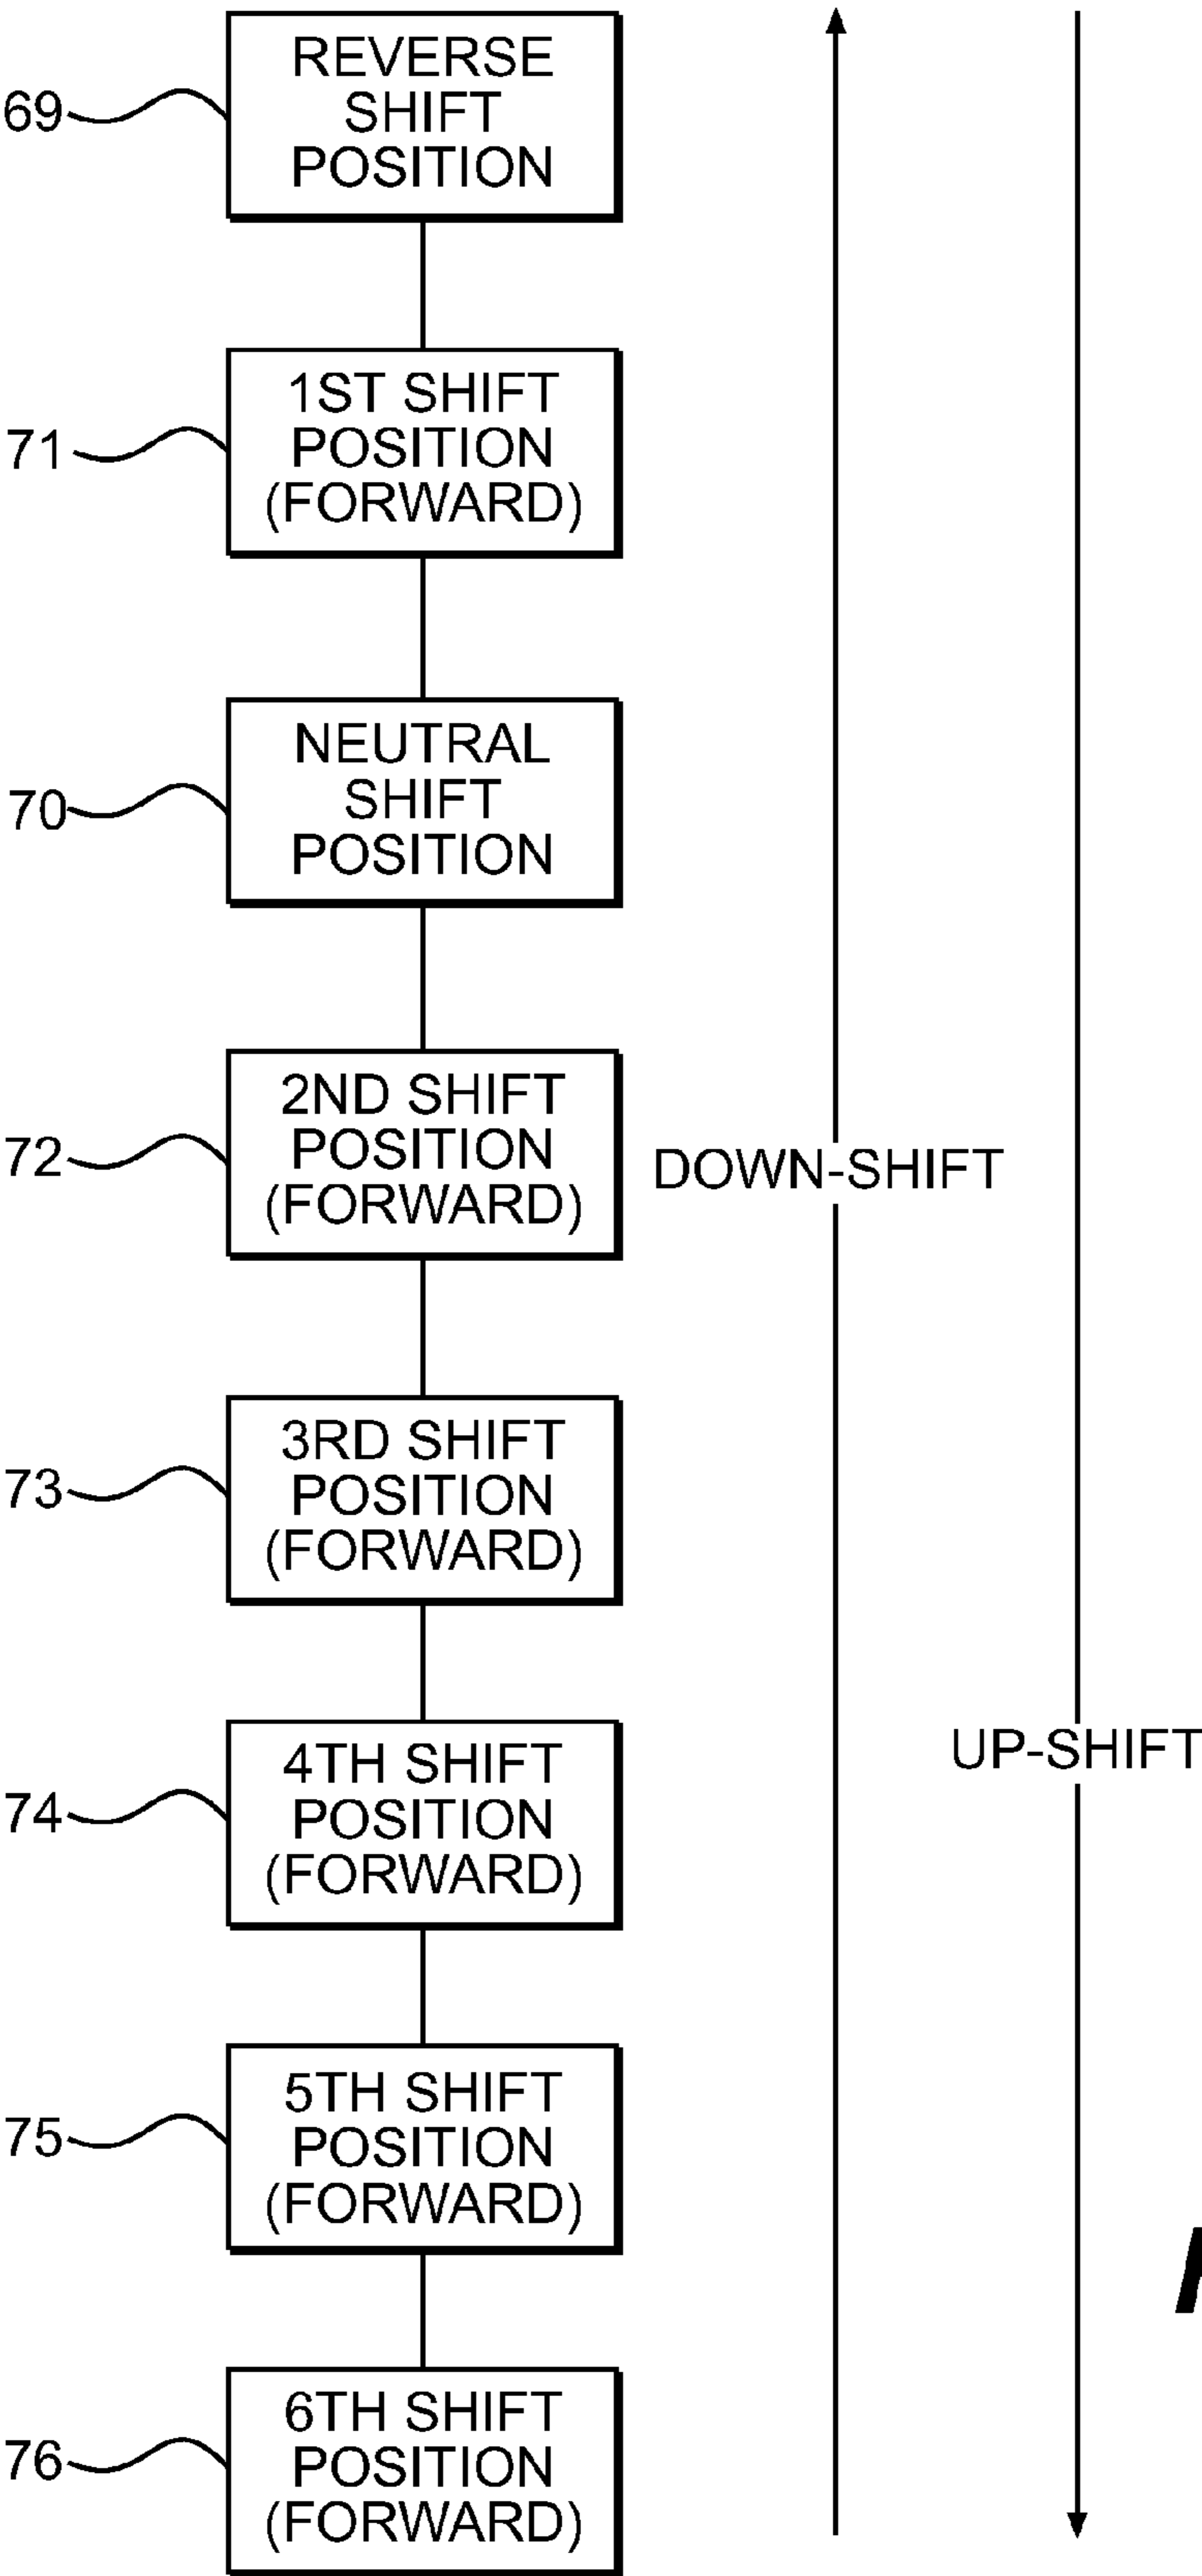 REVERSE
SHIFT
POSITION
69
1ST SHIFT
POSITION
(FORWARD)
71
NEUTRAL
SHIFT
POSITION
70
2ND SHIFT
POSITION
(FORWARD)
72
DOWN-SHIFT
3RD SHIFT
POSITION
(FORWARD)
73
4TH SHIFT
POSITION
(FORWARD)
74
UP-SHIFT
5TH SHIFT
POSITION
(FORWARD)
75
6TH SHIFT
POSITION
(FORWARD)
76